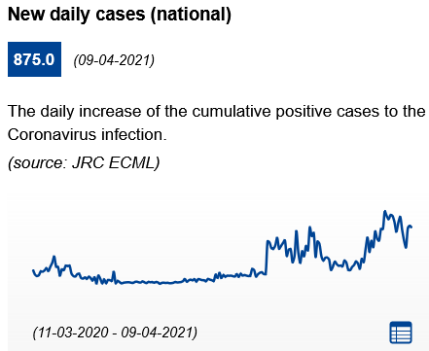 New daily cases (national)
875.0 (09-04-2021)
The daily increase of the cumulative positive cases to the
Coronavirus infection.
(source: JRC ECML)
(11-03-2020 - 09-04-2021)